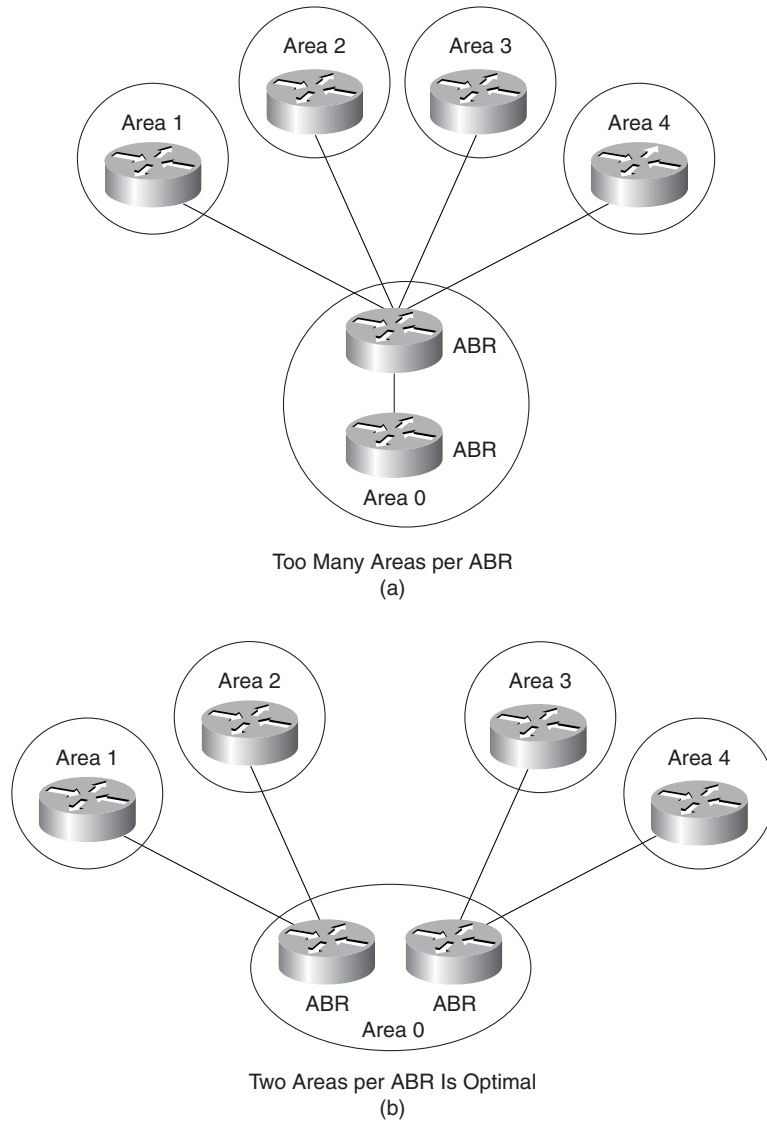 Area 2
Area 3
Area 1
Area 4
ABR
ABR
Area 0
Too Many Areas per ABR
(a)
Area 2
Area 3
Area 1
Area 4
ABR
ABR
Area 0
Two Areas per ABR Is Optimal
(b)